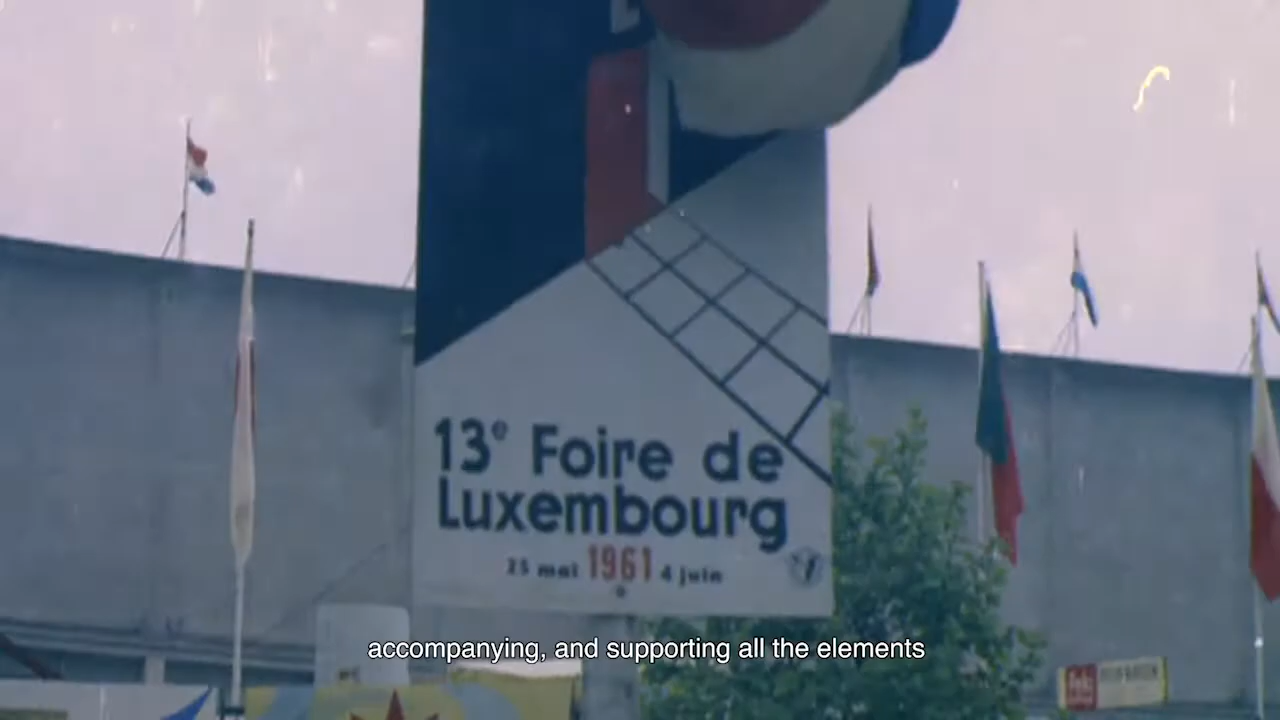 13e Foire de
Luxembourg
25 mai 1961 4 juin
accompanying, and supporting all the elements